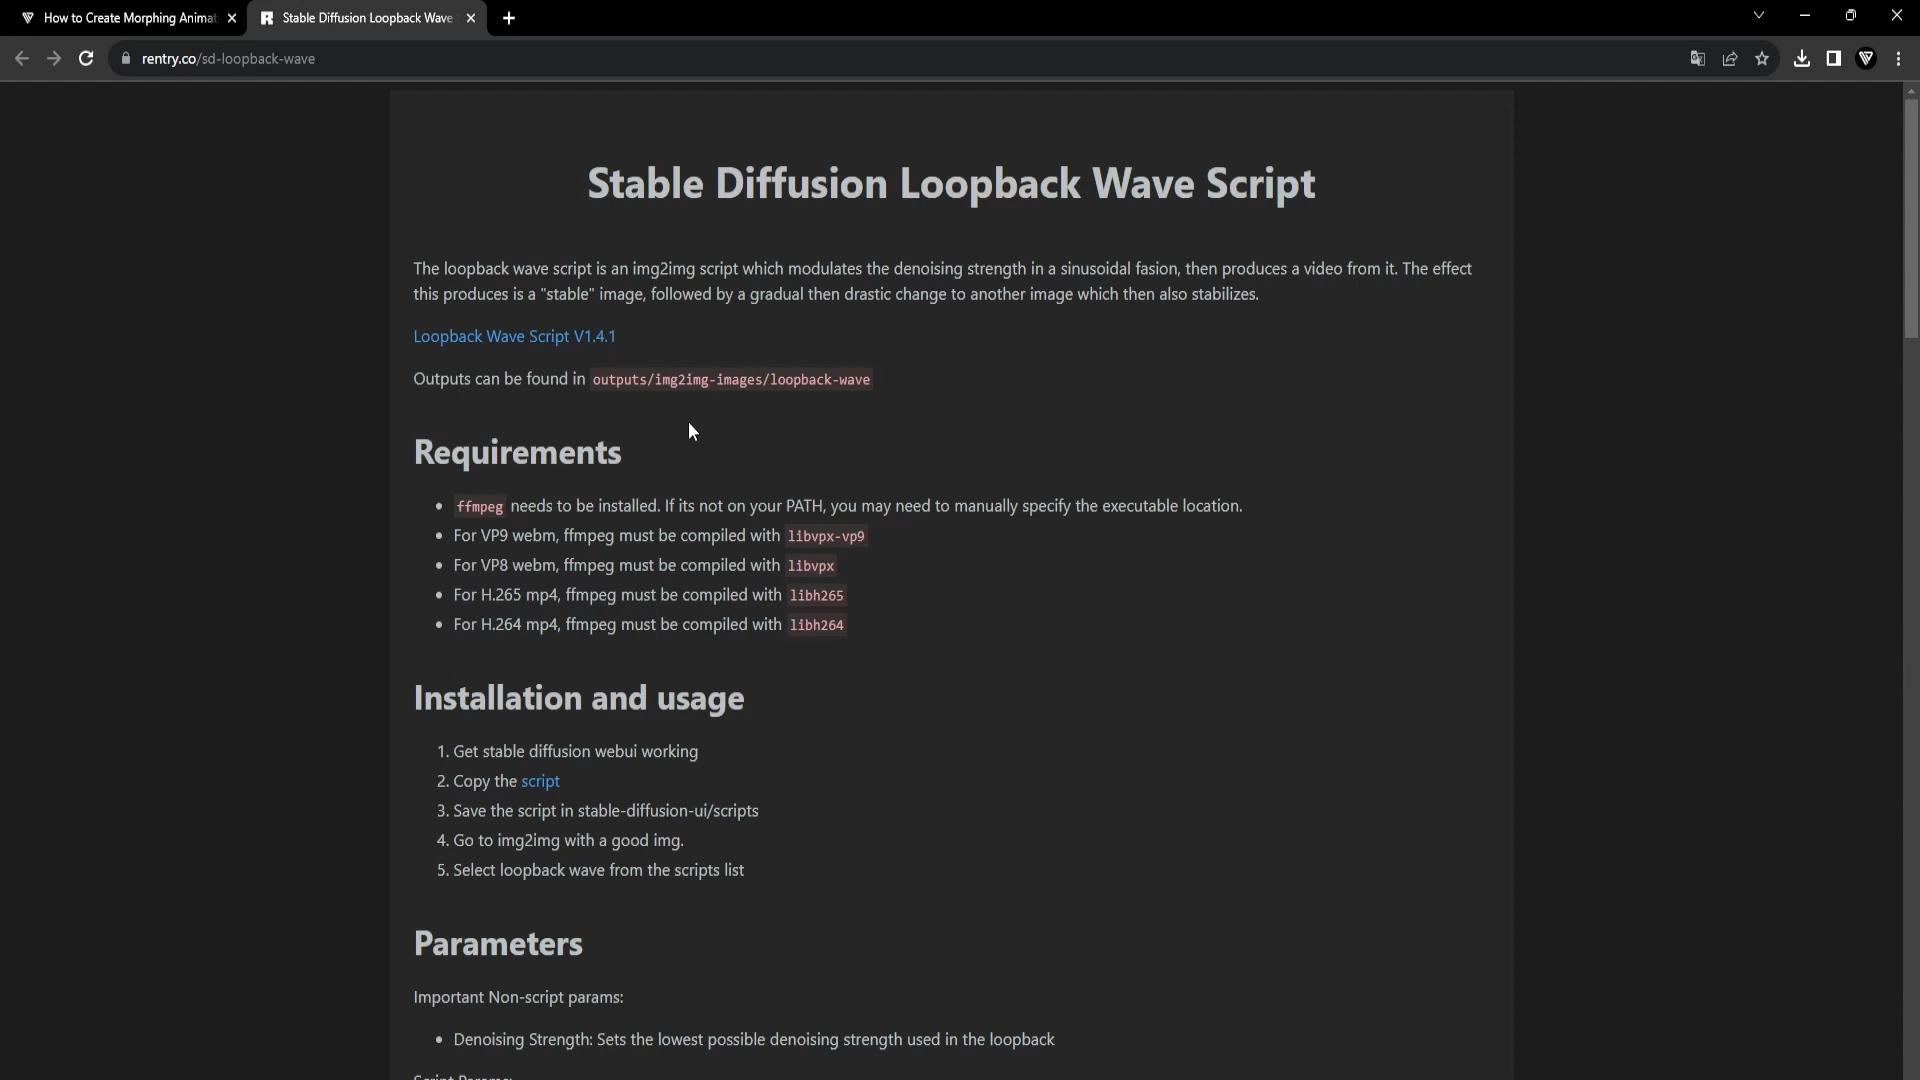 How to Create Morphing Animat
Stable Diffusion Loopback Wave
rentry.co/sd-loopback-wave
Stable Diffusion Loopback Wave Script
The loopback wave script is an img2img script which modulates the denoising strength in a sinusoidal fasion, then produces a video from it. The effect
this produces is a "stable" image, followed by a gradual then drastic change to another image which then also stabilizes.
Loopback Wave Script V1.4.1
Outputs can be found in outputs/img2img-images/loopback-wave
Requirements
• ffmpeg needs to be installed. If its not on your PATH, you may need to manually specify the executable location.
• For VP9 webm, ffmpeg must be compiled with libvpx-vp9
• For VP8 webm, ffmpeg must be compiled with libvpx
• For H.265 mp4, ffmpeg must be compiled with libh265
• For H.264 mp4, ffmpeg must be compiled with libh264
Installation and usage
1. Get stable diffusion webui working
2. Copy the script
3. Save the script in stable-diffusion-ui/scripts
4. Go to img2img with a good img.
5. Select loopback wave from the scripts list
Parameters
Important Non-script params:
• Denoising Strength: Sets the lowest possible denoising strength used in the loopback